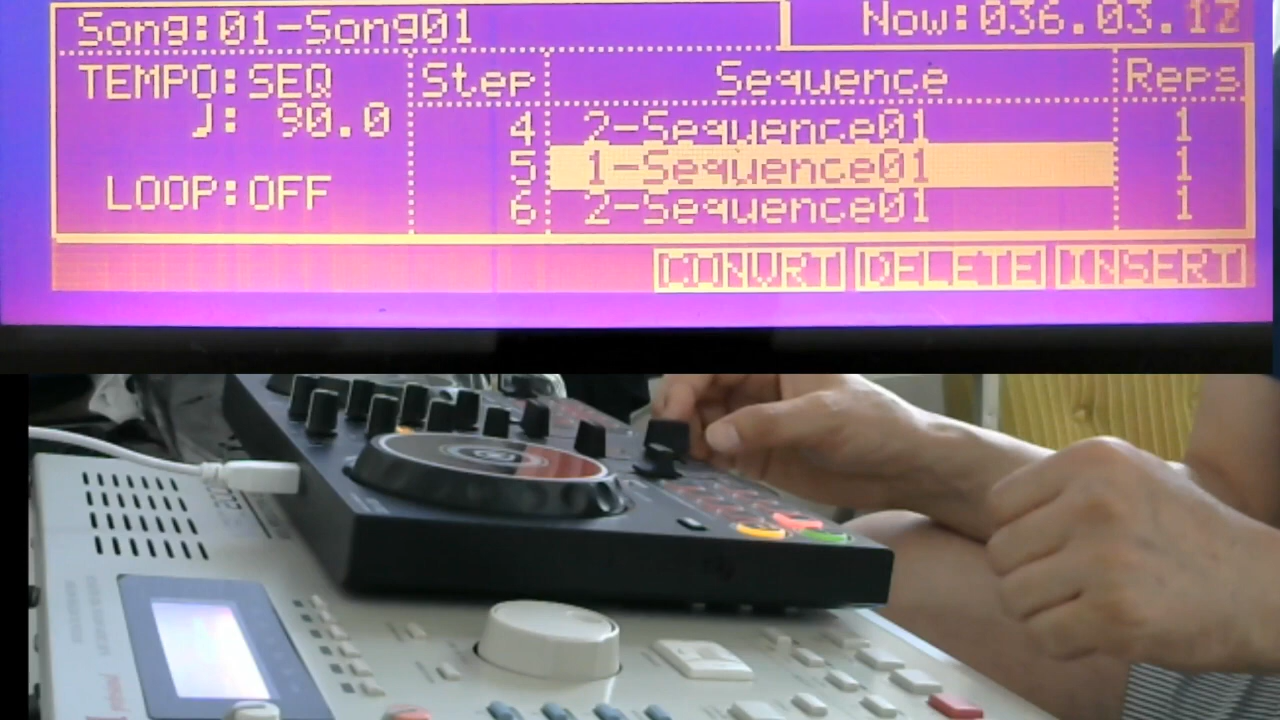 Song:01-Song01
Now:036.03.12
TEMPO:SEQ
Step
Sequence
Reps
♩: 90.0
4
2-Sequence01
1
5
1-Sequence01
1
LOOP:OFF
6
2-Sequence01
1
CONVRT
DELETE
INSERT